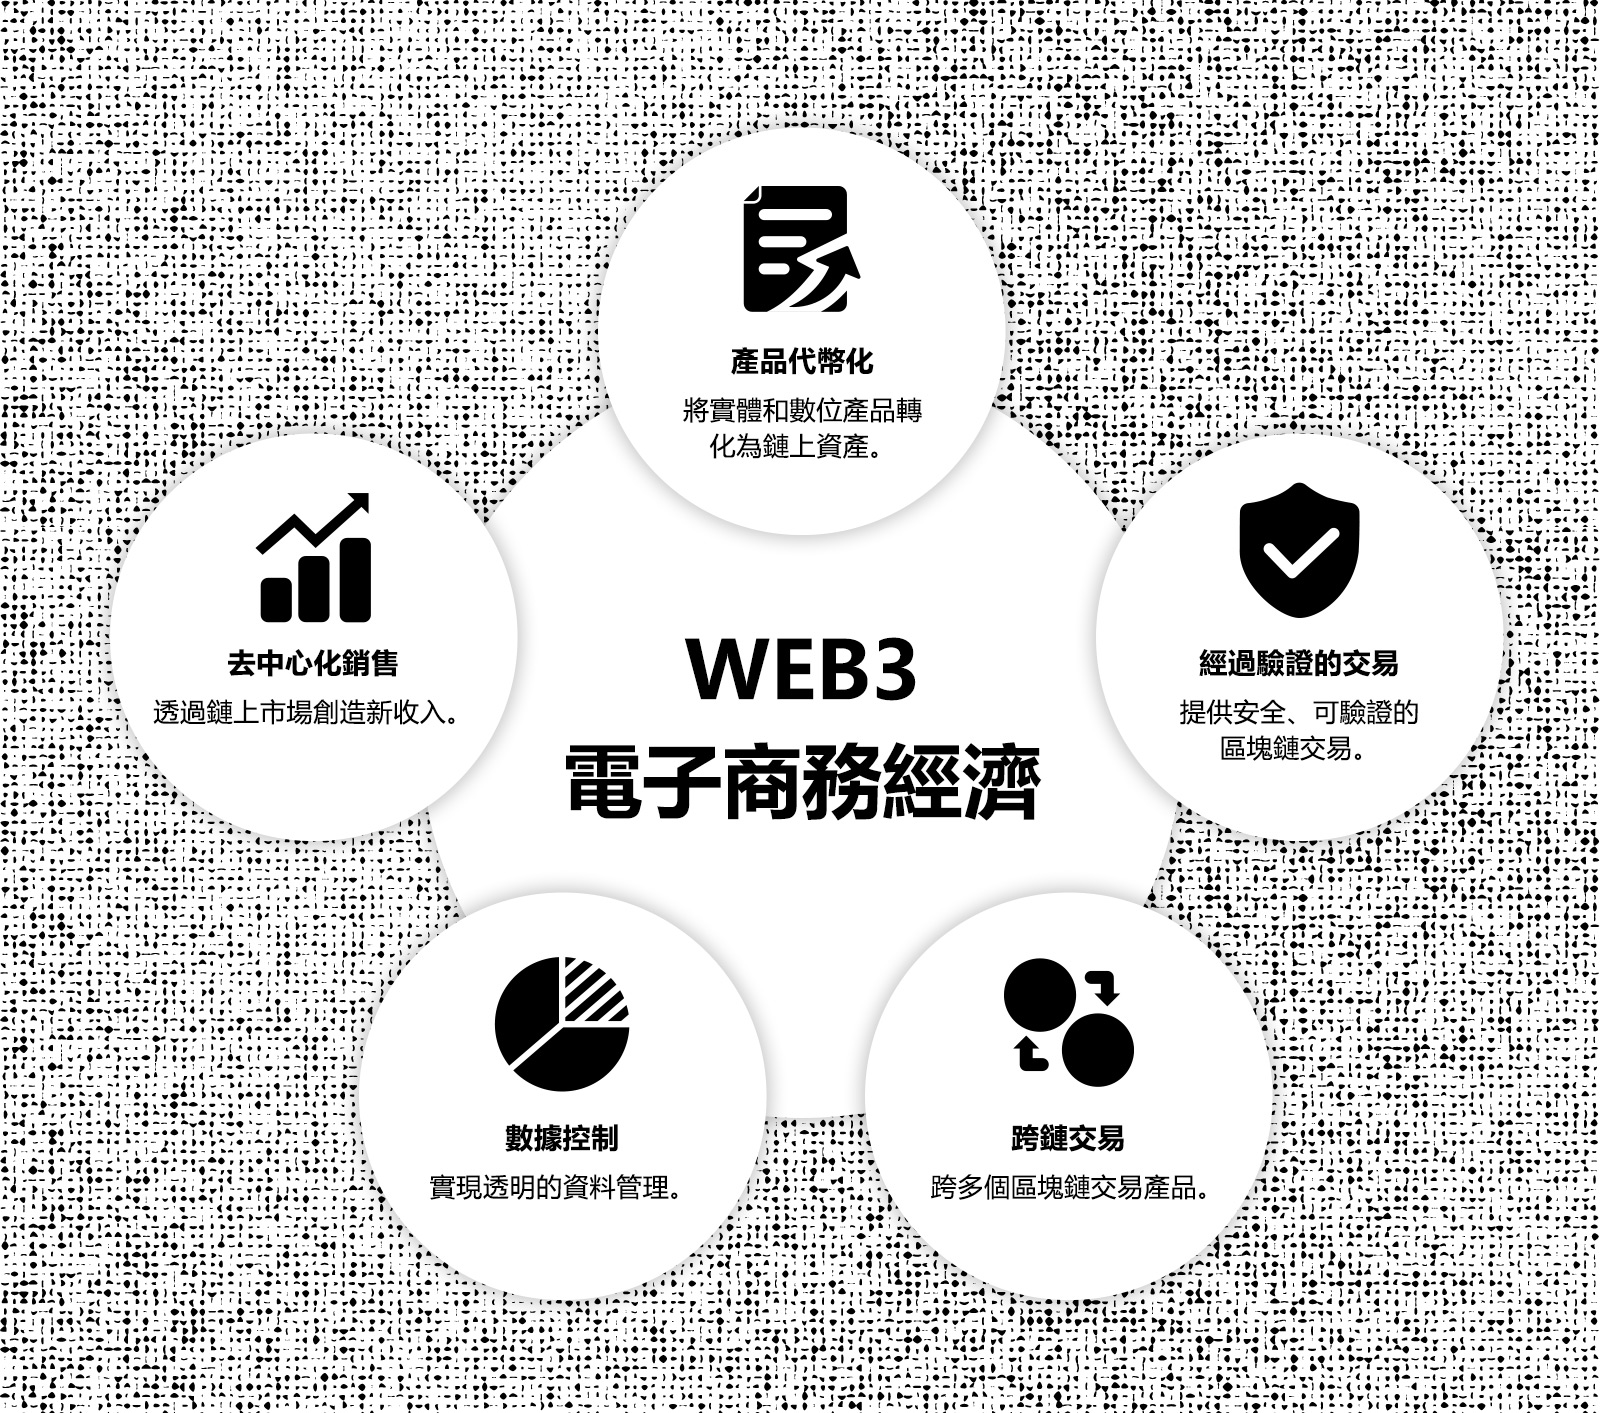 產品代幣化
將實體和數位產品轉
化為鏈上資產。
去中心化銷售
透過鏈上市場創造新收入。
經過驗證的交易
提供安全、可驗證的
區塊鏈交易。
WEB3
電子商務經濟
數據控制
實現透明的資料管理。
跨鏈交易
跨多個區塊鏈交易產品。